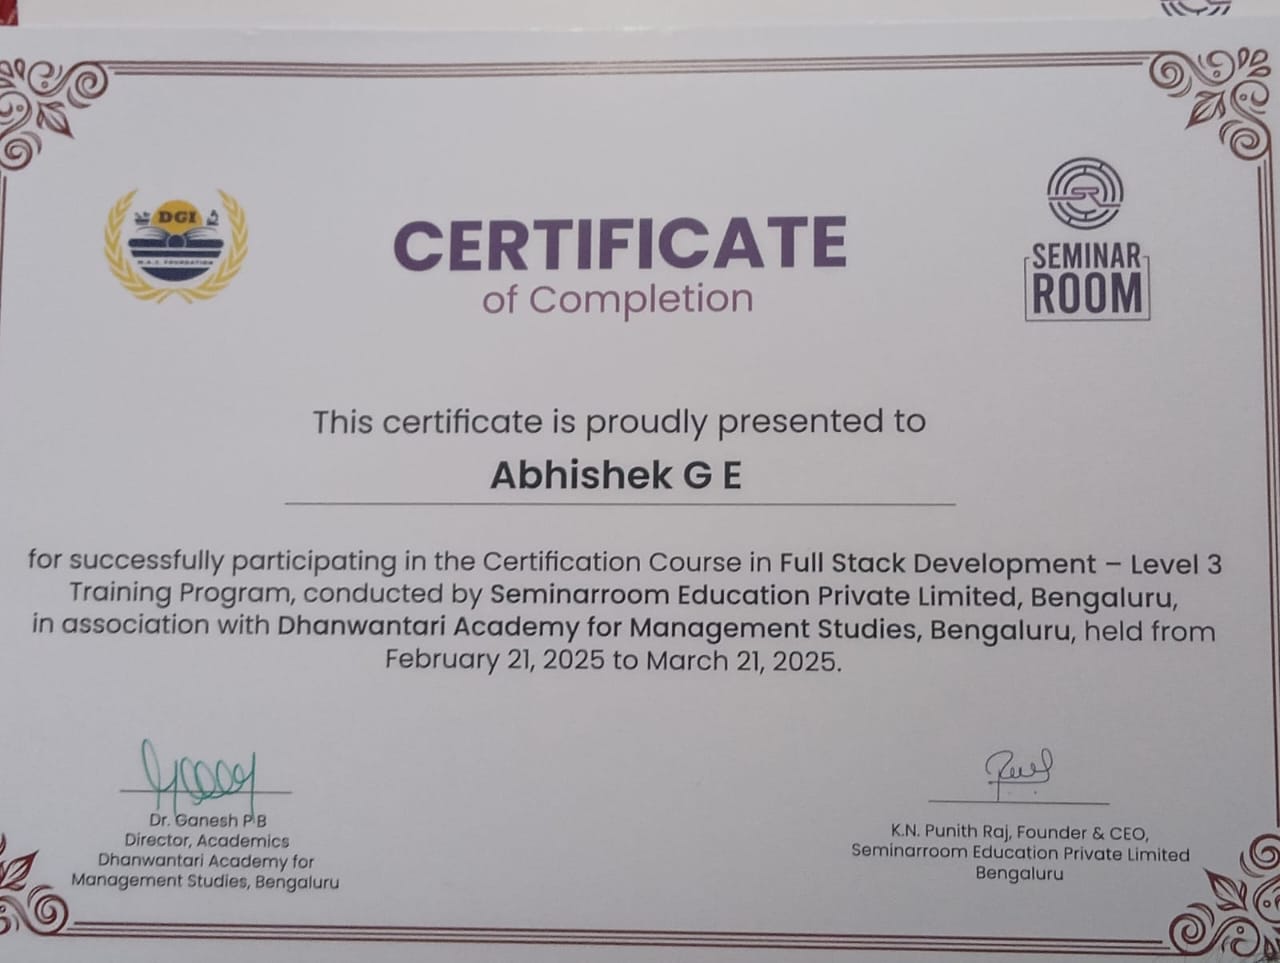 DGI
M.A.S. FOUNDATION
CERTIFICATE
of Completion
SR
SEMINAR
ROOM
This certificate is proudly presented to
Abhishek G E
for successfully participating in the Certification Course in Full Stack Development – Level 3
Training Program, conducted by Seminarroom Education Private Limited, Bengaluru,
in association with Dhanwantari Academy for Management Studies, Bengaluru, held from
February 21, 2025 to March 21, 2025.
Dr. Ganesh P B
Director, Academics
Dhanwantari Academy for
Management Studies, Bengaluru
K.N. Punith Raj, Founder & CEO,
Seminarroom Education Private Limited
Bengaluru